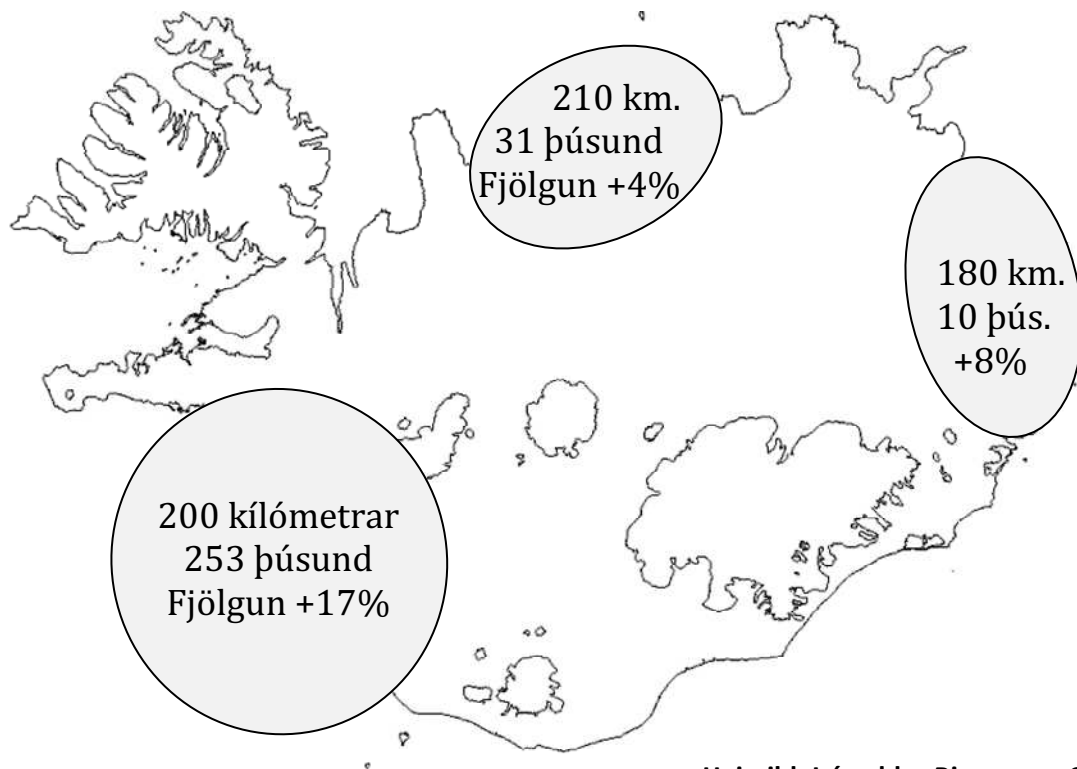 210 km.
31 þúsund
Fjölgun +4%
180 km.
10 þús.
+8%
200 kílómetrar
253 þúsund
Fjölgun +17%